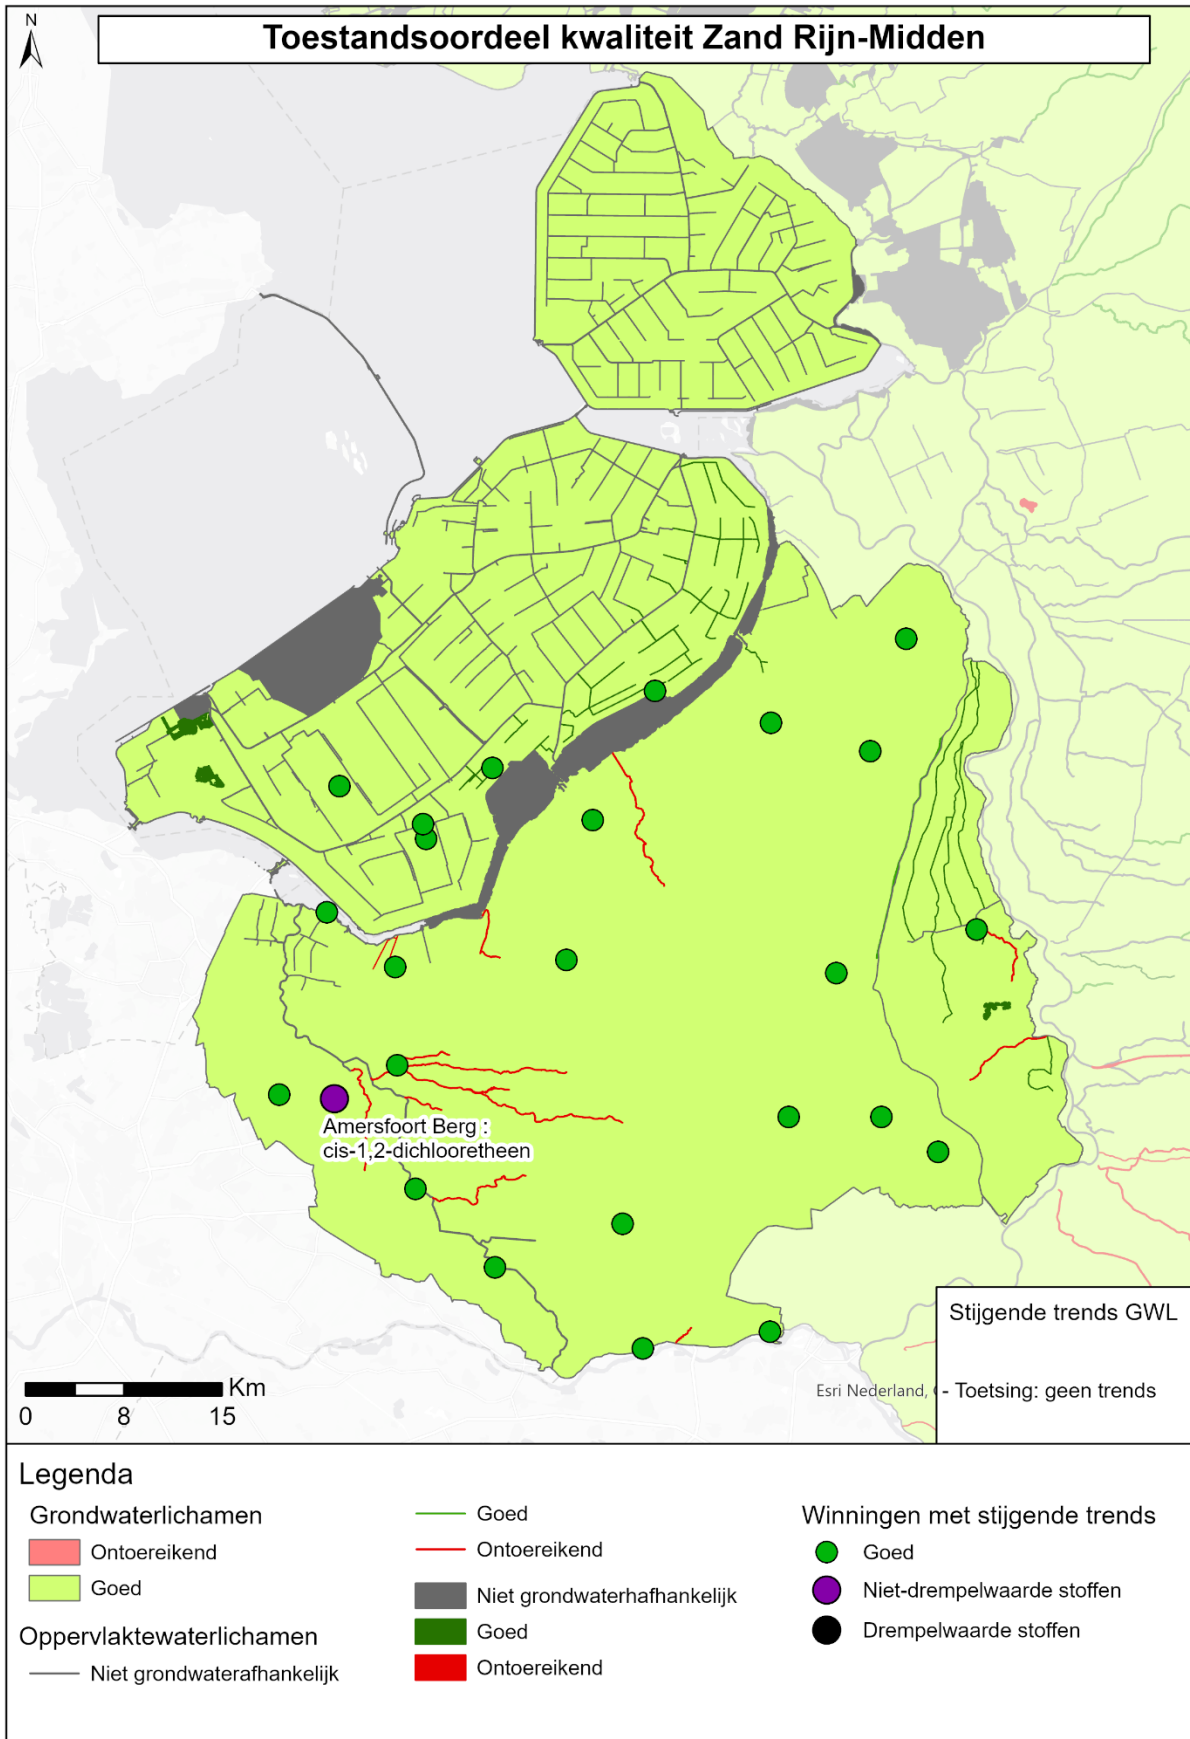 N
Toestandsoordeel kwaliteit Zand Rijn-Midden
Amersfoort Berg :
cis-1,2-dichlooretheen
Stijgende trends GWL
- Toetsing: geen trends
Esri Nederland,
Km
0 8 15
Legenda
Grondwaterlichamen
Ontoereikend
Goed
Oppervlaktewaterlichamen
Niet grondwaterafhankelijk
Goed
Ontoereikend
Niet grondwaterhafhankelijk
Goed
Ontoereikend
Winningen met stijgende trends
Goed
Niet-drempelwaarde stoffen
Drempelwaarde stoffen